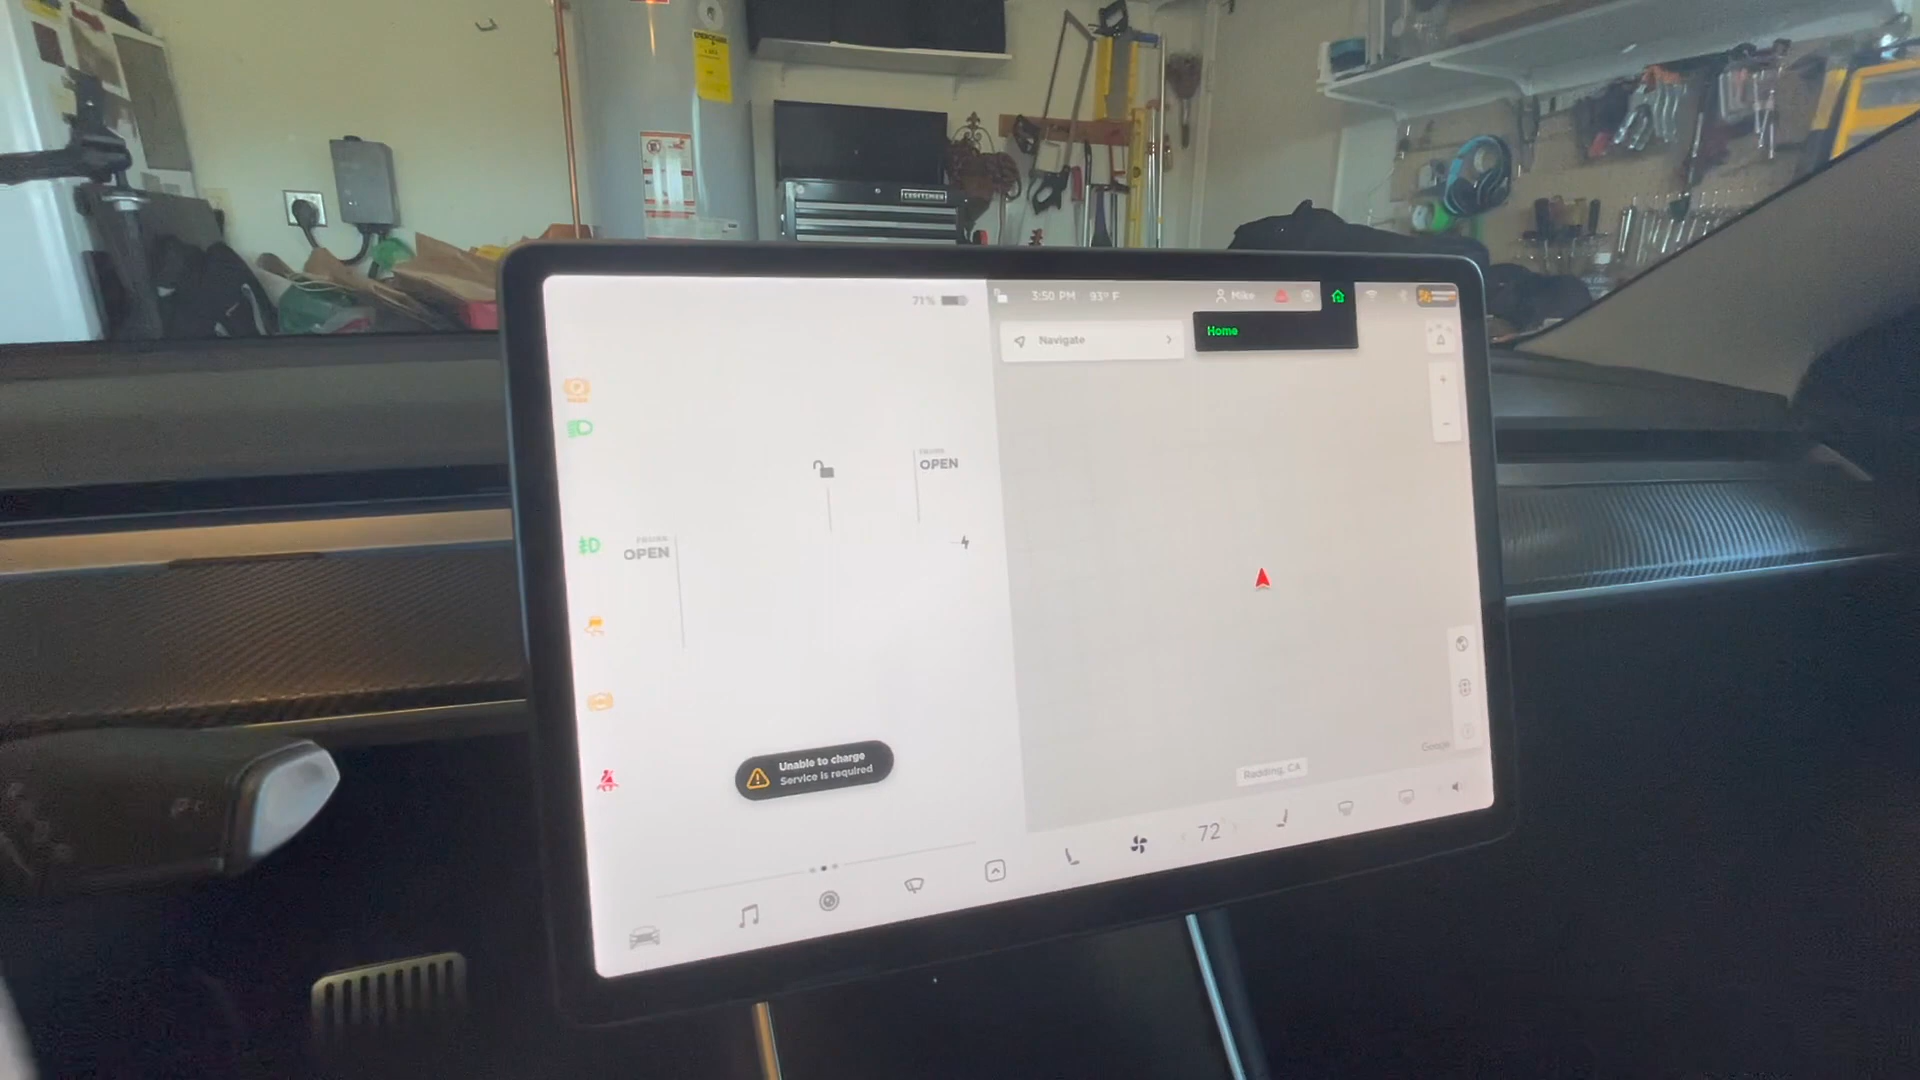 CRAFTSMAN
71%
3:50 PM 93° F
Mike
Navigate
Home
OPEN
OPEN
Unable to charge
Service is required
Redding, CA
Google
72